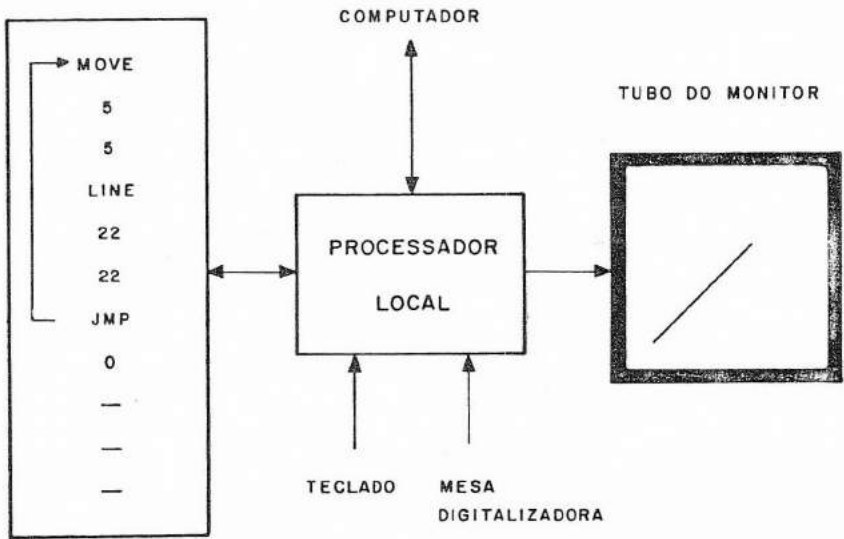 COMPUTADOR
MOVE
5
5
LINE
22
22
JMP
0
—
—
—
PROCESSADOR
LOCAL
TUBO DO MONITOR
TECLADO
MESA
DIGITALIZADORA